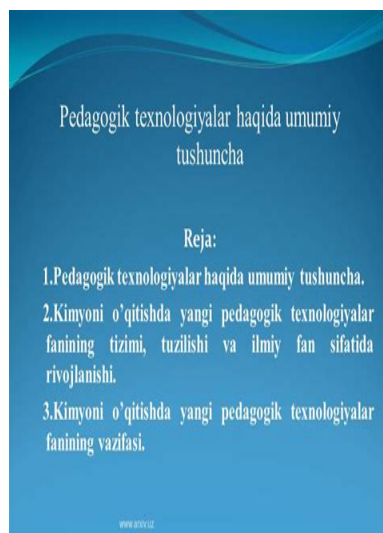 Pedagogik texnologiyalar haqida umumiy
tushuncha
Reja:
1.Pedagogik texnologiyalar haqida umumiy tushuncha.
2.Kimyoni o’qitishda yangi pedagogik texnologiyalar
fanining tizimi, tuzilishi va ilmiy fan sifatida
rivojlanishi.
3.Kimyoni o’qitishda yangi pedagogik texnologiyalar
fanining vazifasi.
www.arxiv.uz